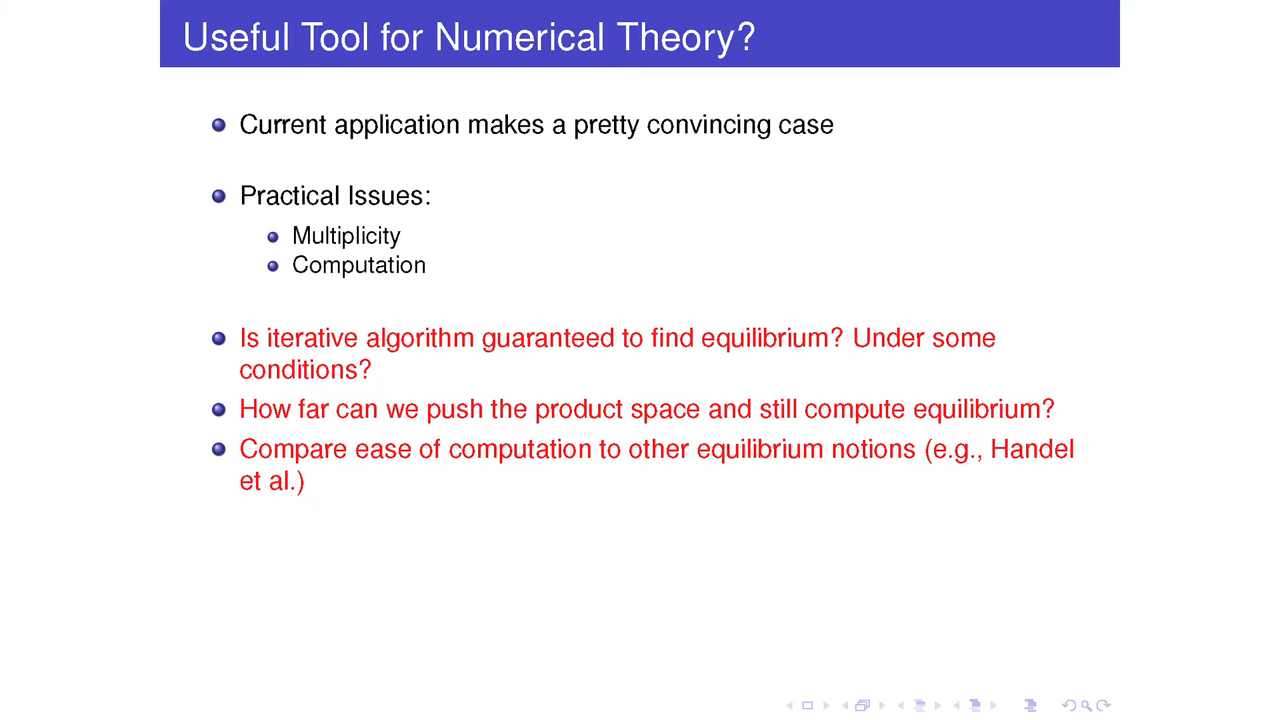 Useful Tool for Numerical Theory?
Current application makes a pretty convincing case
Practical Issues:
Multiplicity
Computation
Is iterative algorithm guaranteed to find equilibrium? Under some
conditions?
How far can we push the product space and still compute equilibrium?
Compare ease of computation to other equilibrium notions (e.g., Handel
et al.)